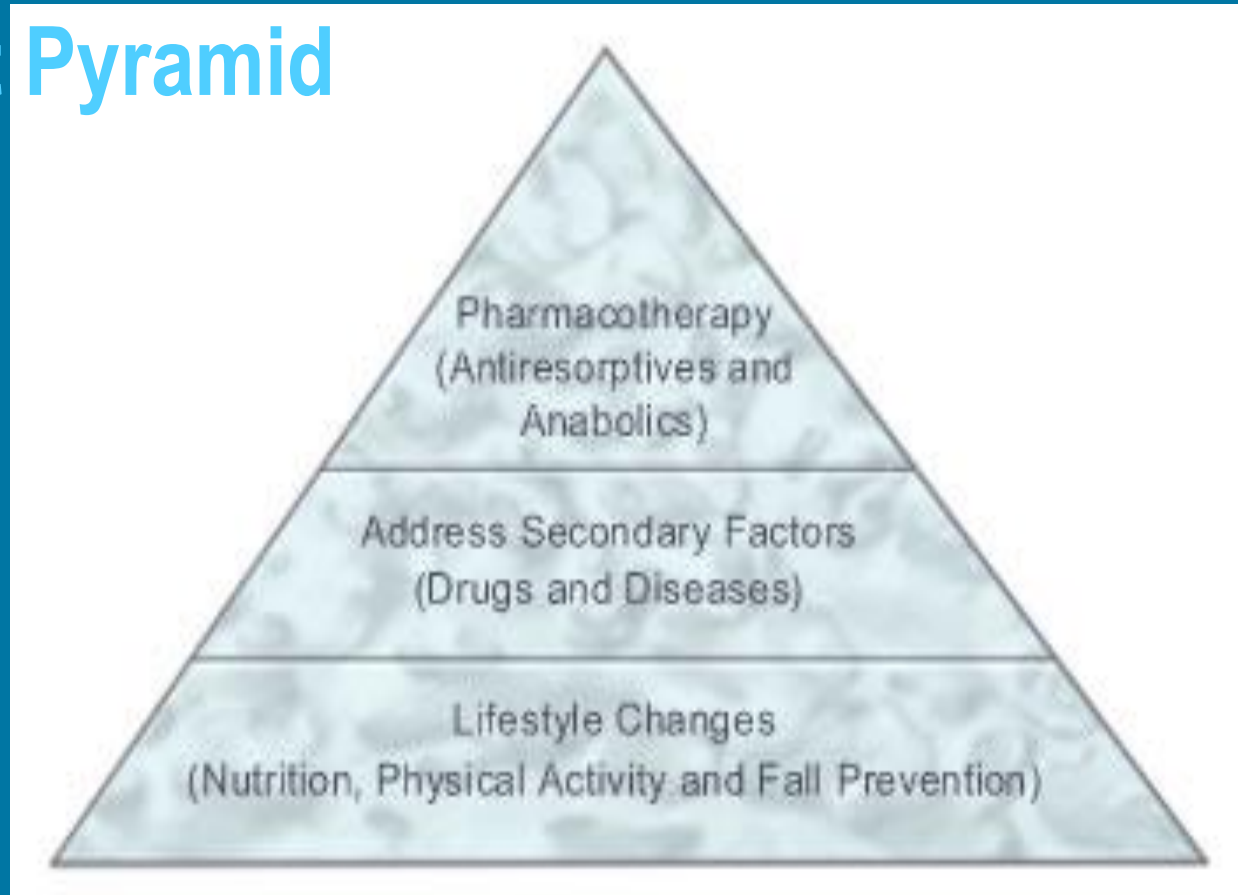 Pyramid
Pharmacotherapy
(Antiresorptives and
Anabolics)
Address Secondary Factors
(Drugs and Diseases)
Lifestyle Changes
(Nutrition, Physical Activity and Fall Prevention)